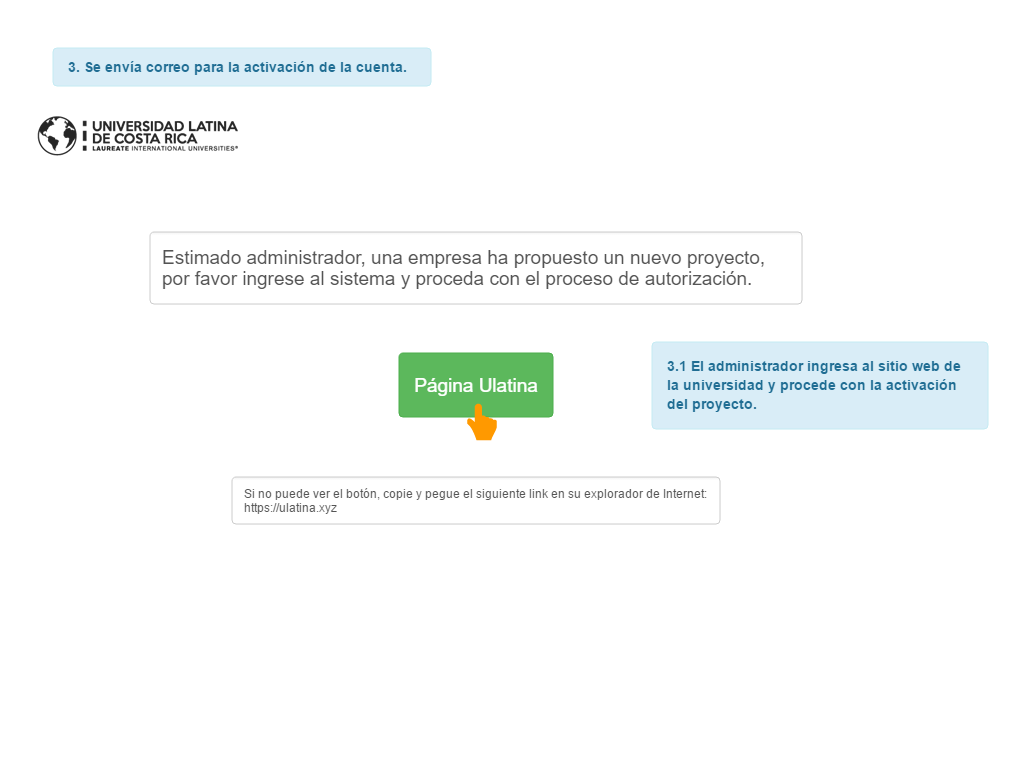 3. Se envía correo para la activación de la cuenta.
UNIVERSIDAD LATINA
DE COSTA RICA
LAUREATE INTERNATIONAL UNIVERSITIES®
Estimado administrador, una empresa ha propuesto un nuevo proyecto,
por favor ingrese al sistema y proceda con el proceso de autorización.
Página Ulatina
3.1 El administrador ingresa al sitio web de
la universidad y procede con la activación
del proyecto.
Si no puede ver el botón, copie y pegue el siguiente link en su explorador de Internet:
https://ulatina.xyz